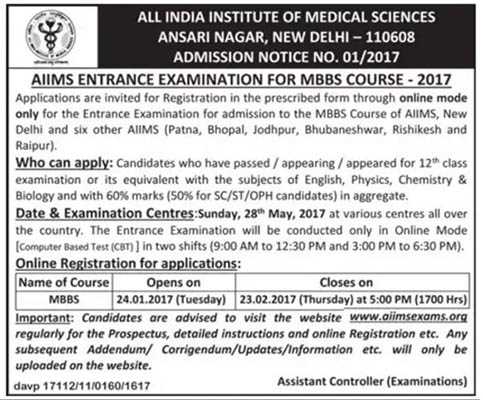 ALL INDIA INSTITUTE OF MEDICAL SCIENCES
ANSARI NAGAR, NEW DELHI – 110608
ADMISSION NOTICE NO. 01/2017
AIIMS ENTRANCE EXAMINATION FOR MBBS COURSE - 2017
Applications are invited for Registration in the prescribed form through online mode
only for the Entrance Examination for admission to the MBBS Course of AIIMS, New
Delhi and six other AIIMS (Patna, Bhopal, Jodhpur, Bhubaneshwar, Rishikesh and
Raipur).
Who can apply: Candidates who have passed / appearing / appeared for 12th class
examination or its equivalent with the subjects of English, Physics, Chemistry &
Biology and with 60% marks (50% for SC/ST/OPH candidates) in aggregate.
Date & Examination Centres: Sunday, 28th May, 2017 at various centres all over
the country. The Entrance Examination will be conducted only in Online Mode
[Computer Based Test (CBT) ] in two shifts (9:00 AM to 12:30 PM and 3:00 PM to 6:30 PM).
Online Registration for applications:
Name of Course Opens on Closes on
MBBS 24.01.2017 (Tuesday) 23.02.2017 (Thursday) at 5:00 PM (1700 Hrs)
Important: Candidates are advised to visit the website www.aiimsexams.org
regularly for the Prospectus, detailed instructions and online Registration etc. Any
subsequent Addendum/ Corrigendum/Updates/Information etc. will only be
uploaded on the website.
davp 17112/11/0160/1617 Assistant Controller (Examinations)